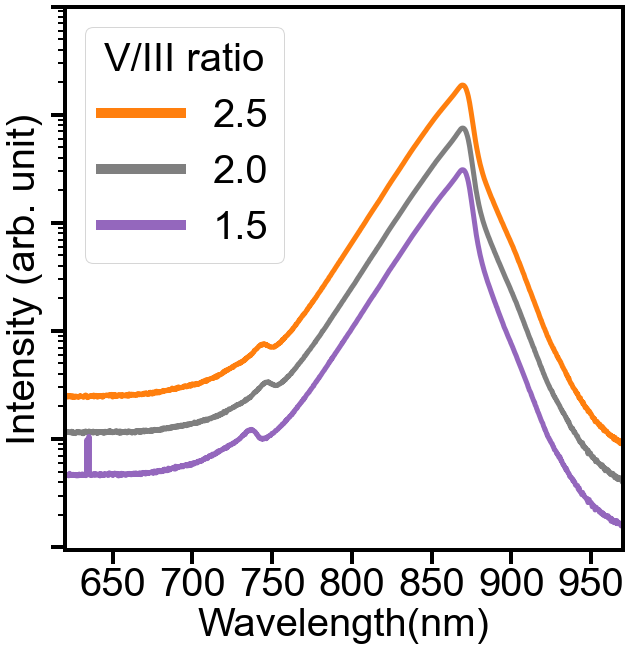 V/III ratio
2.5
2.0
1.5
Intensity (arb. unit)
650 700 750 800 850 900 950
Wavelength(nm)